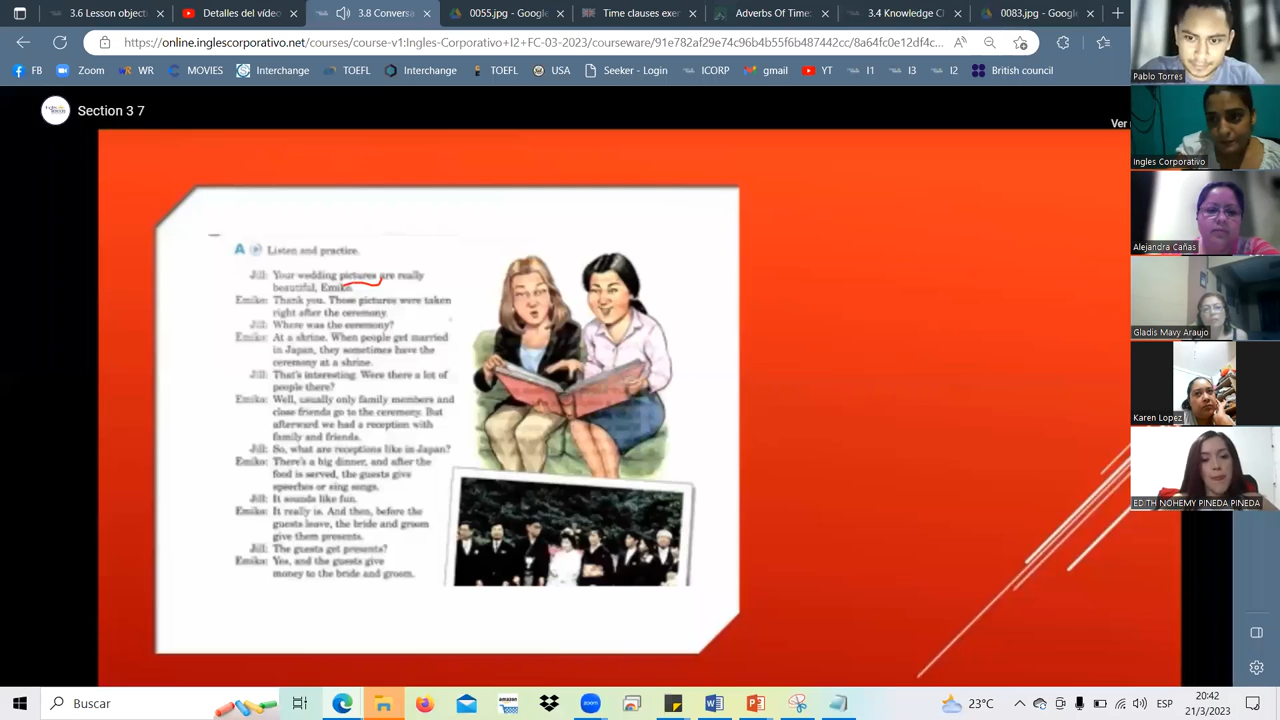 3.6 Lesson object
Detalles del vídeo
3.8 Conversa
0055.jpg - Google
Time clauses exer
Adverbs Of Time:
3.4 Knowledge Cl
0083.jpg - Google
https://online.inglescorporativo.net/courses/course-v1:Ingles-Corporativo+I2+FC-03-2023/courseware/91e782af29e74c96b4b55f6b487442cc/8a64fc0e12df4c...
FB Zoom WR MOVIES Interchange TOEFL Interchange TOEFL USA Seeker - Login ICORP gmail YT I1 I3 I2 British council
Section 3 7
Ver
A Listen and practice.
Jill: Your wedding pictures are really
beautiful, Emiko.
Emiko: Thank you. Those pictures were taken
right after the ceremony.
Jill: Where was the ceremony?
Emiko: At a shrine. When people get married
in Japan, they sometimes have the
ceremony at a shrine.
Jill: That's interesting. Were there a lot of
people there?
Emiko: Well, usually only family members and
close friends go to the ceremony. But
afterward we had a reception with
family and friends.
Jill: So, what are receptions like in Japan?
Emiko: There's a big dinner, and after the
food is served, the guests give
speeches or sing songs.
Jill: It sounds like fun.
Emiko: It really is. And then, before the
guests leave, the bride and groom
give them presents.
Jill: The guests get presents?
Emiko: Yes, and the guests give
money to the bride and groom.
Pablo Torres
Ingles Corporativo
Alejandra Cañas
Gladis Mavy Araujo
Karen Lopez
EDITH NOHEMY PINEDA PINEDA
Buscar
amazon
zoom
23°C
ESP
20:42
21/3/2023